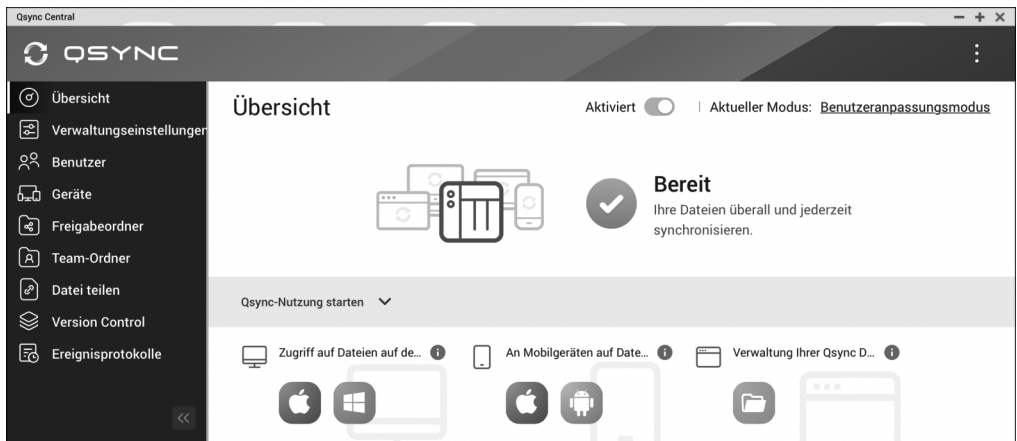 Qsync Central
QSYNC
Übersicht
Verwaltungseinstellungen
Benutzer
Geräte
Freigabeordner
Team-Ordner
Datei teilen
Version Control
Ereignisprotokolle
Übersicht
Aktiviert | Aktueller Modus: Benutzeranpassungsmodus
Bereit
Ihre Dateien überall und jederzeit
synchronisieren.
Qsync-Nutzung starten
Zugriff auf Dateien auf de...
An Mobilgeräten auf Date...
Verwaltung Ihrer Qsync D...